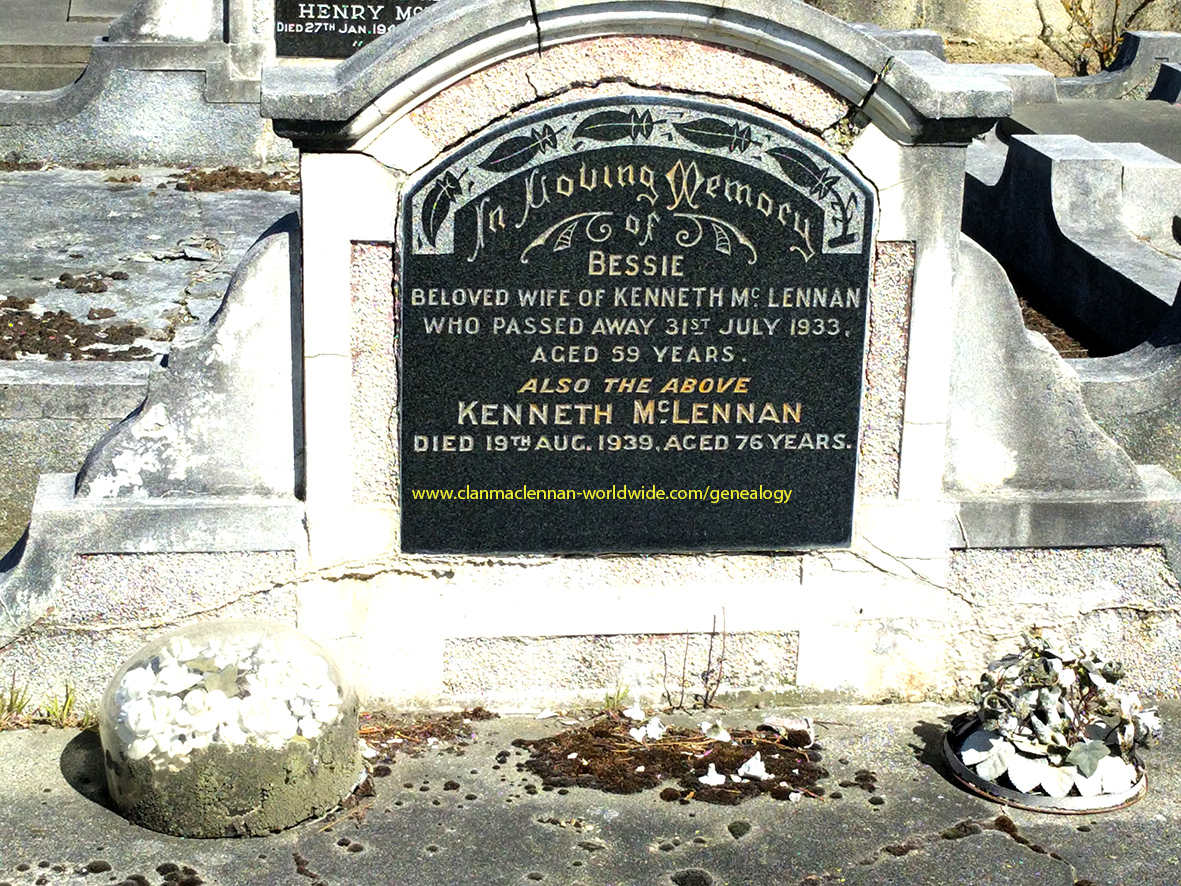 HENRY
DIED 27TH JAN.
In Loving Memory
of
BESSIE
BELOVED WIFE OF KENNETH MC LENNAN
WHO PASSED AWAY 31ST JULY 1933,
AGED 59 YEARS.
ALSO THE ABOVE
KENNETH MCLENNAN
DIED 19TH AUG. 1939, AGED 76 YEARS.
www.clanmaclennan-worldwide.com/genealogy